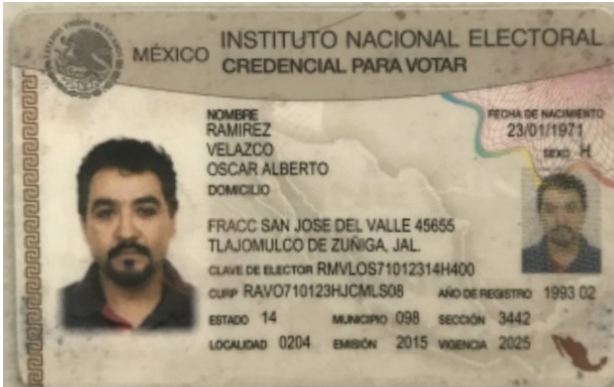 MÉXICO INSTITUTO NACIONAL ELECTORAL
CREDENCIAL PARA VOTAR
NOMBRE
RAMIREZ
VELAZCO
OSCAR ALBERTO
FECHA DE NACIMIENTO
23/01/1971
SEXO H
DOMICILIO
FRACC SAN JOSE DEL VALLE 45655
TLAJOMULCO DE ZUÑIGA, JAL.
CLAVE DE ELECTOR RMVLOS71012314H400
CURP RAVO710123HJCMLS08 AÑO DE REGISTRO 1993 02
ESTADO 14 MUNICIPIO 098 SECCIÓN 3442
LOCALIDAD 0204 EMISIÓN 2015 VIGENCIA 2025